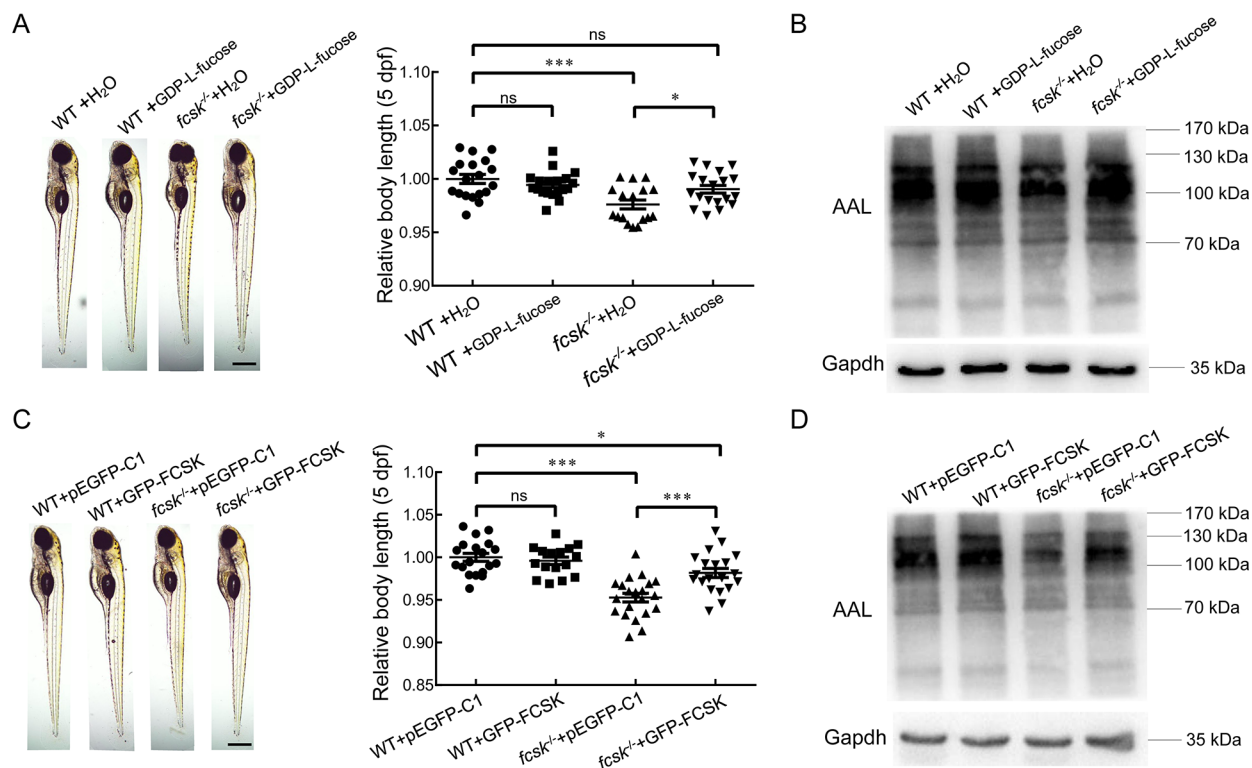 A
WT +H₂O
WT +GDP-L-fucose
fcsk⁻/⁻+H₂O
fcsk⁻/⁻+GDP-L-fucose
Relative body length (5 dpf)
1.10
1.05
1.00
0.95
0.90
ns
***
ns
*
WT +H₂O
WT +GDP-L-fucose
fcsk⁻/⁻+H₂O
fcsk⁻/⁻+GDP-L-fucose
B
WT +H₂O
WT +GDP-L-fucose
fcsk⁻/⁻+H₂O
fcsk⁻/⁻+GDP-L-fucose
AAL
170 kDa
130 kDa
100 kDa
70 kDa
Gapdh
35 kDa
C
WT+pEGFP-C1
WT+GFP-FCSK
fcsk⁻/⁻+pEGFP-C1
fcsk⁻/⁻+GFP-FCSK
Relative body length (5 dpf)
1.10
1.05
1.00
0.95
0.90
0.85
*
***
ns
***
WT+pEGFP-C1
WT+GFP-FCSK
fcsk⁻/⁻+pEGFP-C1
fcsk⁻/⁻+GFP-FCSK
D
WT+pEGFP-C1
WT+GFP-FCSK
fcsk⁻/⁻+pEGFP-C1
fcsk⁻/⁻+GFP-FCSK
AAL
170 kDa
130 kDa
100 kDa
70 kDa
Gapdh
35 kDa